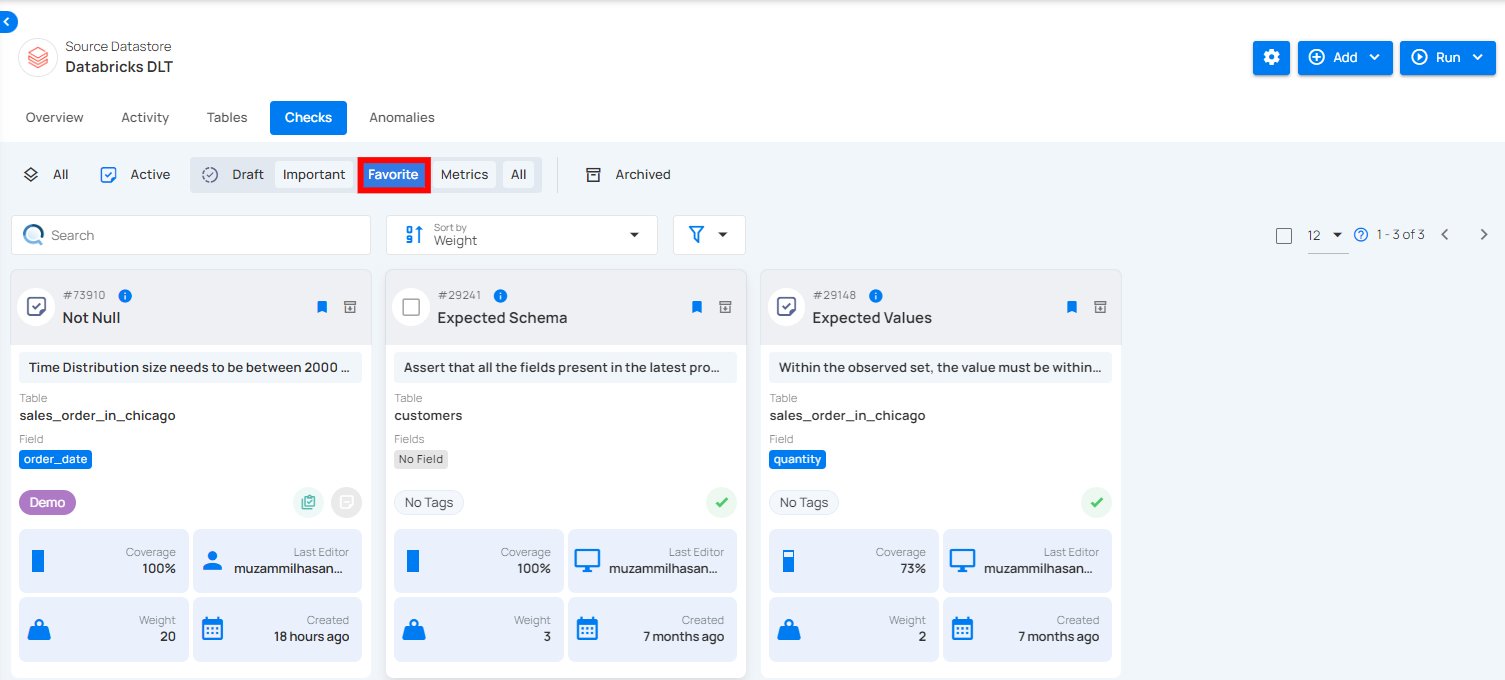 Source Datastore
Databricks DLT
Add
Run
Overview
Activity
Tables
Checks
Anomalies
All
Active
Draft
Important
Favorite
Metrics
All
Archived
Search
Sort by
Weight
12
1 - 3 of 3
#73910
Not Null
Time Distribution size needs to be between 2000 ...
Table
sales_order_in_chicago
Field
order_date
Demo
Coverage
100%
Last Editor
muzammilhasan...
Weight
20
Created
18 hours ago
#29241
Expected Schema
Assert that all the fields present in the latest pro...
Table
customers
Fields
No Field
No Tags
Coverage
100%
Last Editor
muzammilhasan...
Weight
3
Created
7 months ago
#29148
Expected Values
Within the observed set, the value must be within...
Table
sales_order_in_chicago
Field
quantity
No Tags
Coverage
73%
Last Editor
muzammilhasan...
Weight
2
Created
7 months ago